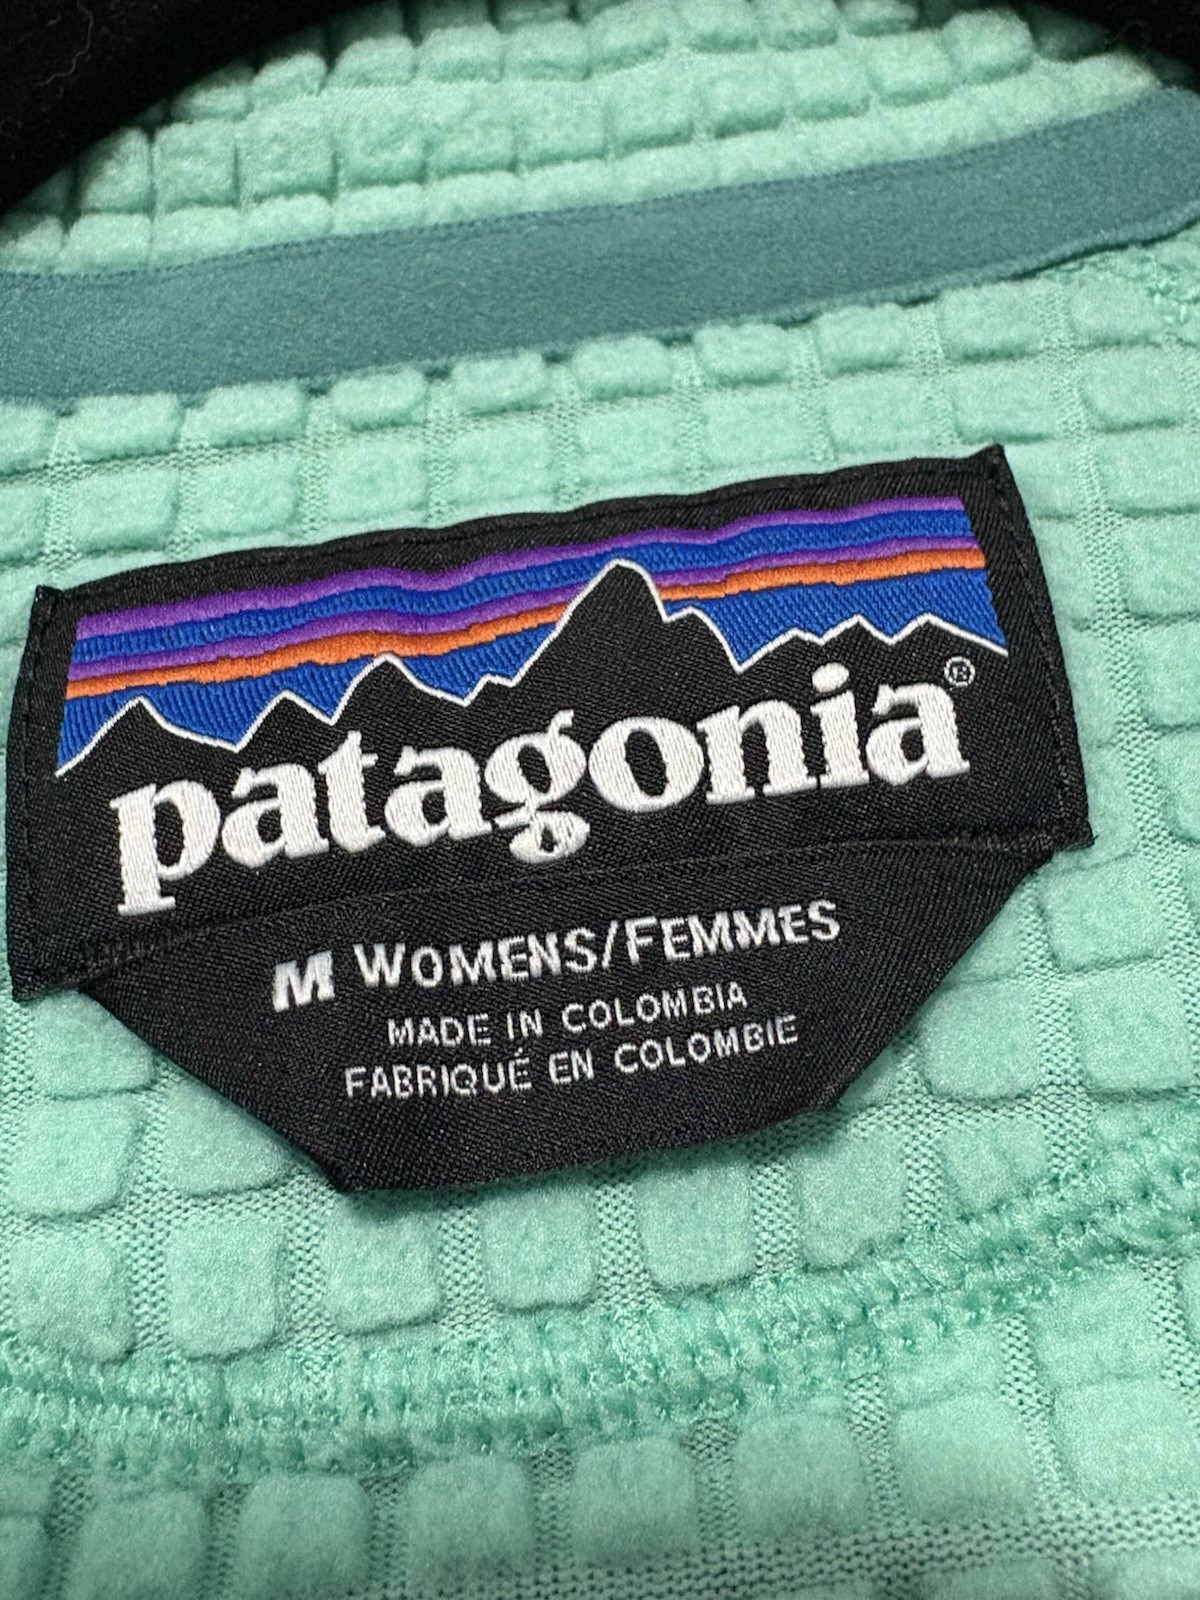 patagonia®
M WOMENS/FEMMES
MADE IN COLOMBIA
FABRIQUÉ EN COLOMBIE